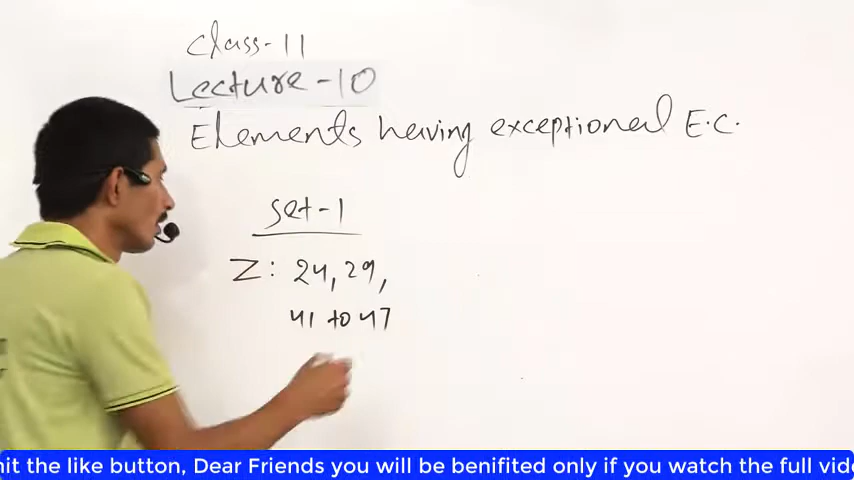 Class-11
Lecture-10
Elements having exceptional E.C.
Set-1
Z: 24, 29,
41 to 47
hit the like button, Dear Friends you will be benifited only if you watch the full vide